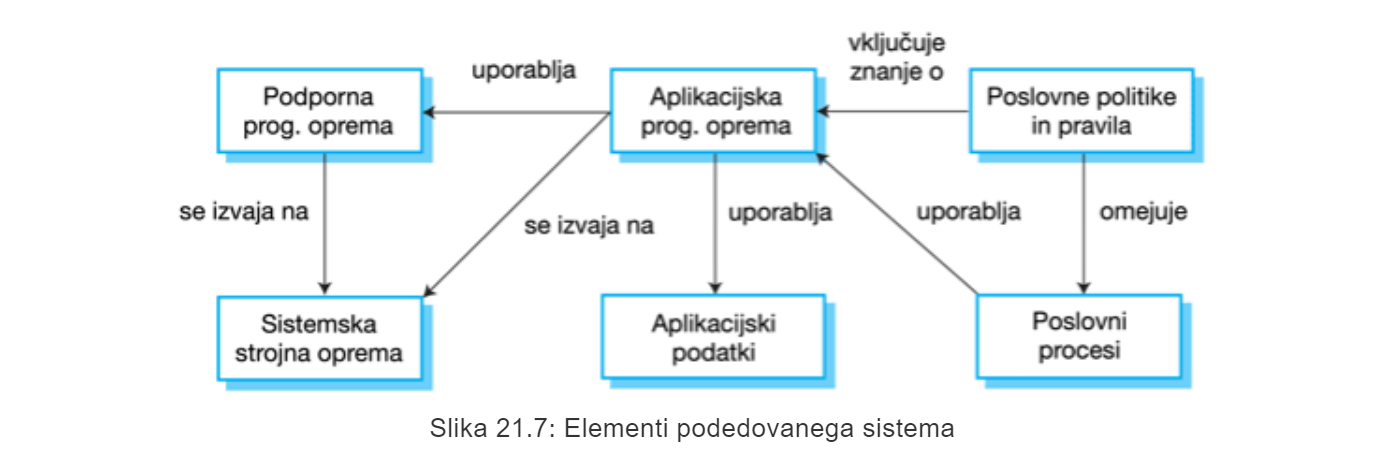 vključuje
znanje o
uporablja
Podporna
prog. oprema
Aplikacijska
prog. oprema
Poslovne politike
in pravila
se izvaja na
se izvaja na
uporablja
uporablja
omejuje
Sistemska
strojna oprema
Aplikacijski
podatki
Poslovni
procesi
Slika 21.7: Elementi podedovanega sistema